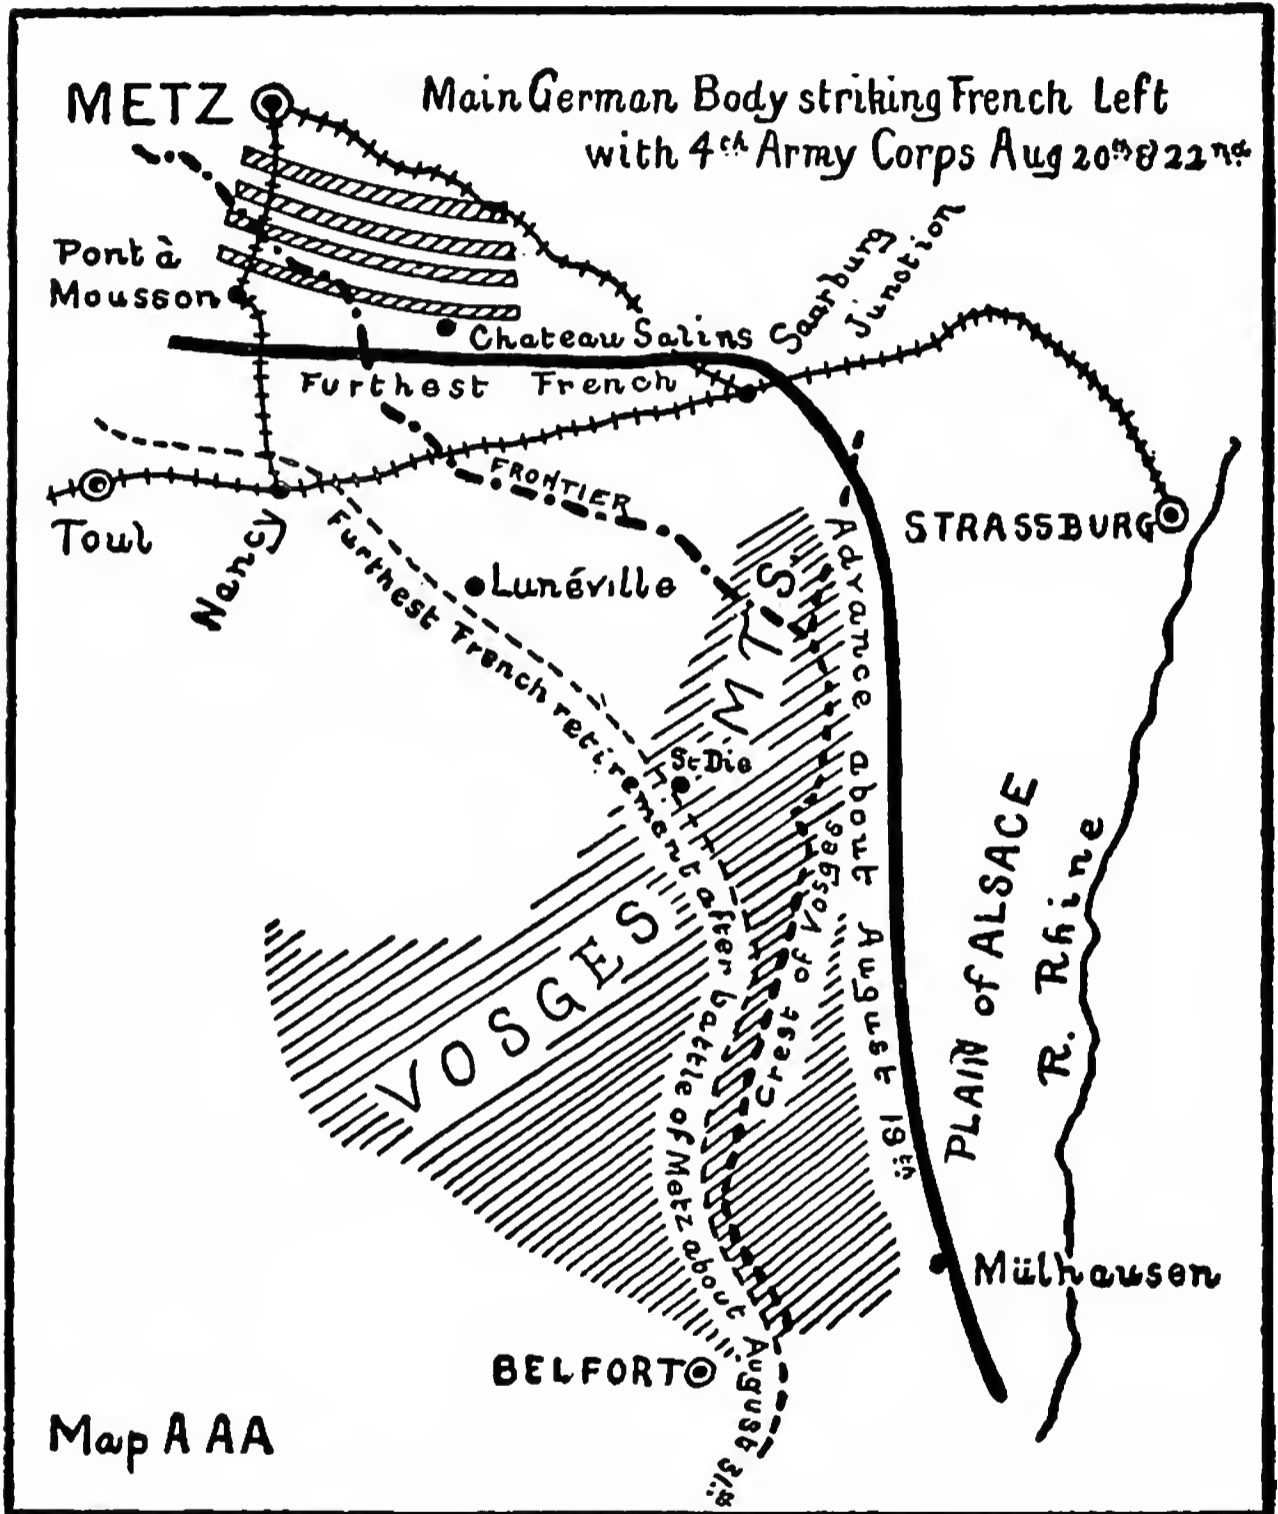 METZ
Main German Body striking French Left
with 4th Army Corps Aug 20th & 22nd
Pont à
Mousson
Saarburg
Junction
Chateau Salins
Furthest French
FRONTIER
Toul
Nancy
STRASSBURG
Lunéville
Furthest French retirement after battle of Metz about August 31st
Advance about August 19th
MTS.
St Die
VOSGES
Crest of Vosges
PLAIN of ALSACE
R. Rhine
Mülhausen
BELFORT
Map A AA